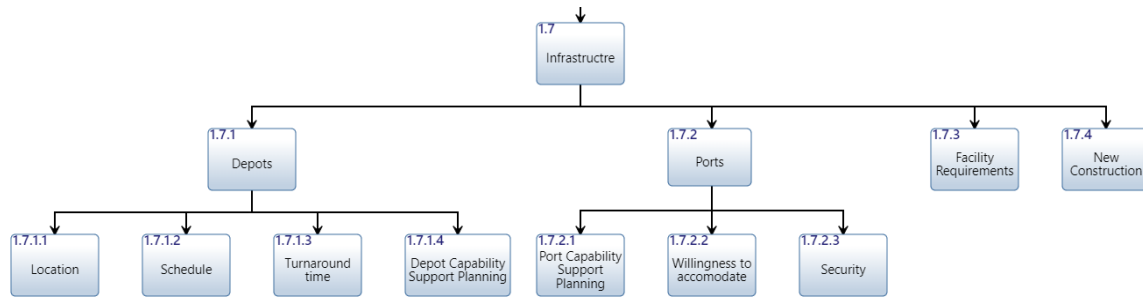 1.7
Infrastructre
1.7.1
Depots
1.7.2
Ports
1.7.3
Facility
Requirements
1.7.4
New
Construction
1.7.1.1
Location
1.7.1.2
Schedule
1.7.1.3
Turnaround
time
1.7.1.4
Depot Capability
Support Planning
1.7.2.1
Port Capability
Support
Planning
1.7.2.2
Willingness to
accomodate
1.7.2.3
Security